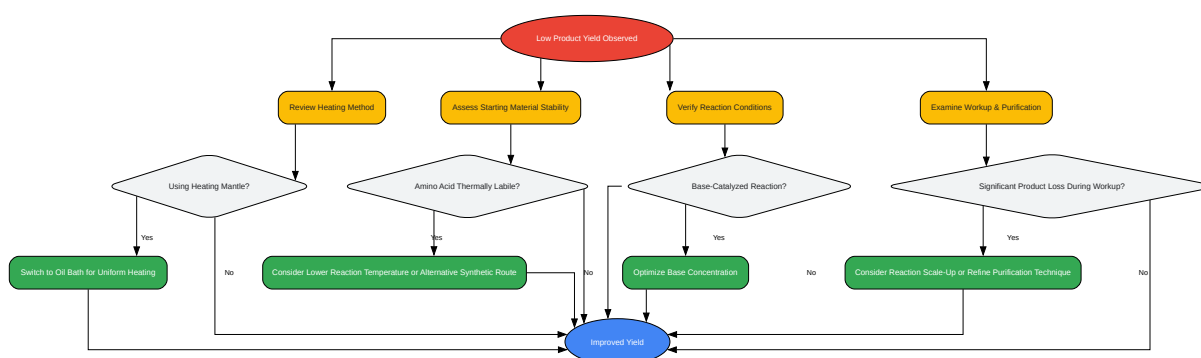 Low Product Yield Observed
Review Heating Method
Assess Starting Material Stability
Verify Reaction Conditions
Examine Workup & Purification
Using Heating Mantle?
Amino Acid Thermally Labile?
Base-Catalyzed Reaction?
Significant Product Loss During Workup?
Yes
Yes
Yes
Yes
Switch to Oil Bath for Uniform Heating
No
Consider Lower Reaction Temperature or Alternative Synthetic Route
No
Optimize Base Concentration
No
Consider Reaction Scale-Up or Refine Purification Technique
No
Improved Yield